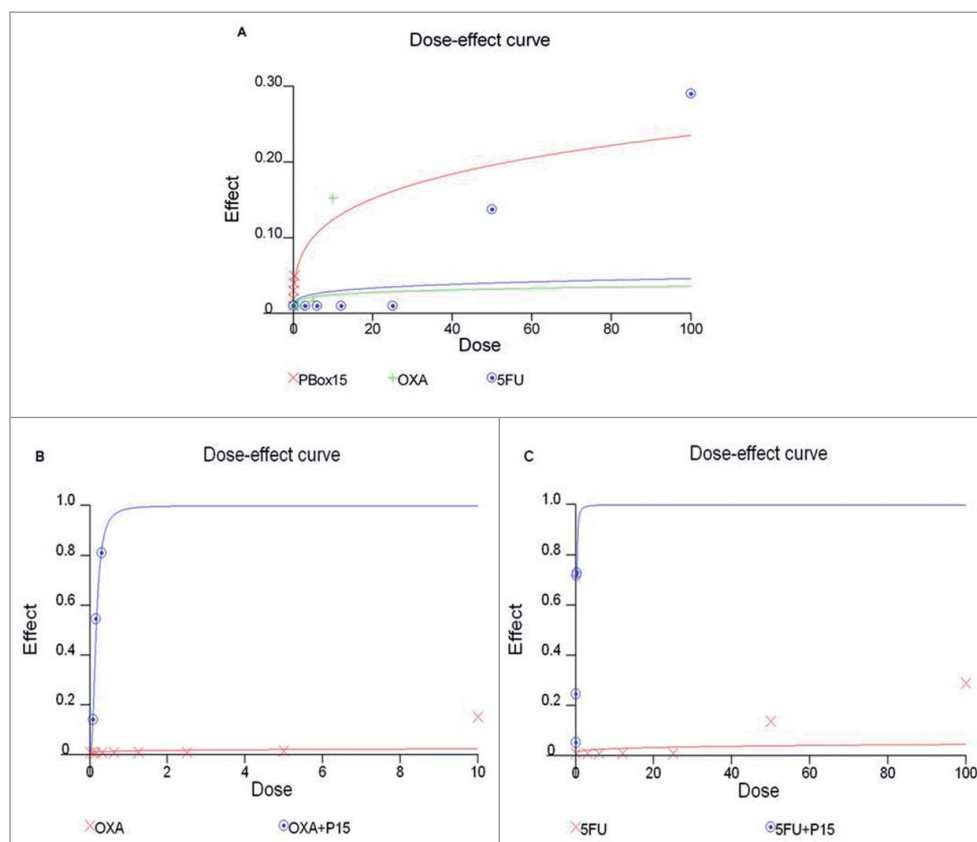 A
Dose-effect curve
0.30
0.20
0.10
0
Effect
0 20 40 60 80 100
Dose
PBox15 OXA 5FU
B
Dose-effect curve
1.0
0.8
0.6
0.4
0.2
0
Effect
0 2 4 6 8 10
Dose
OXA OXA+P15
C
Dose-effect curve
1.0
0.8
0.6
0.4
0.2
0
Effect
0 20 40 60 80 100
Dose
5FU 5FU+P15